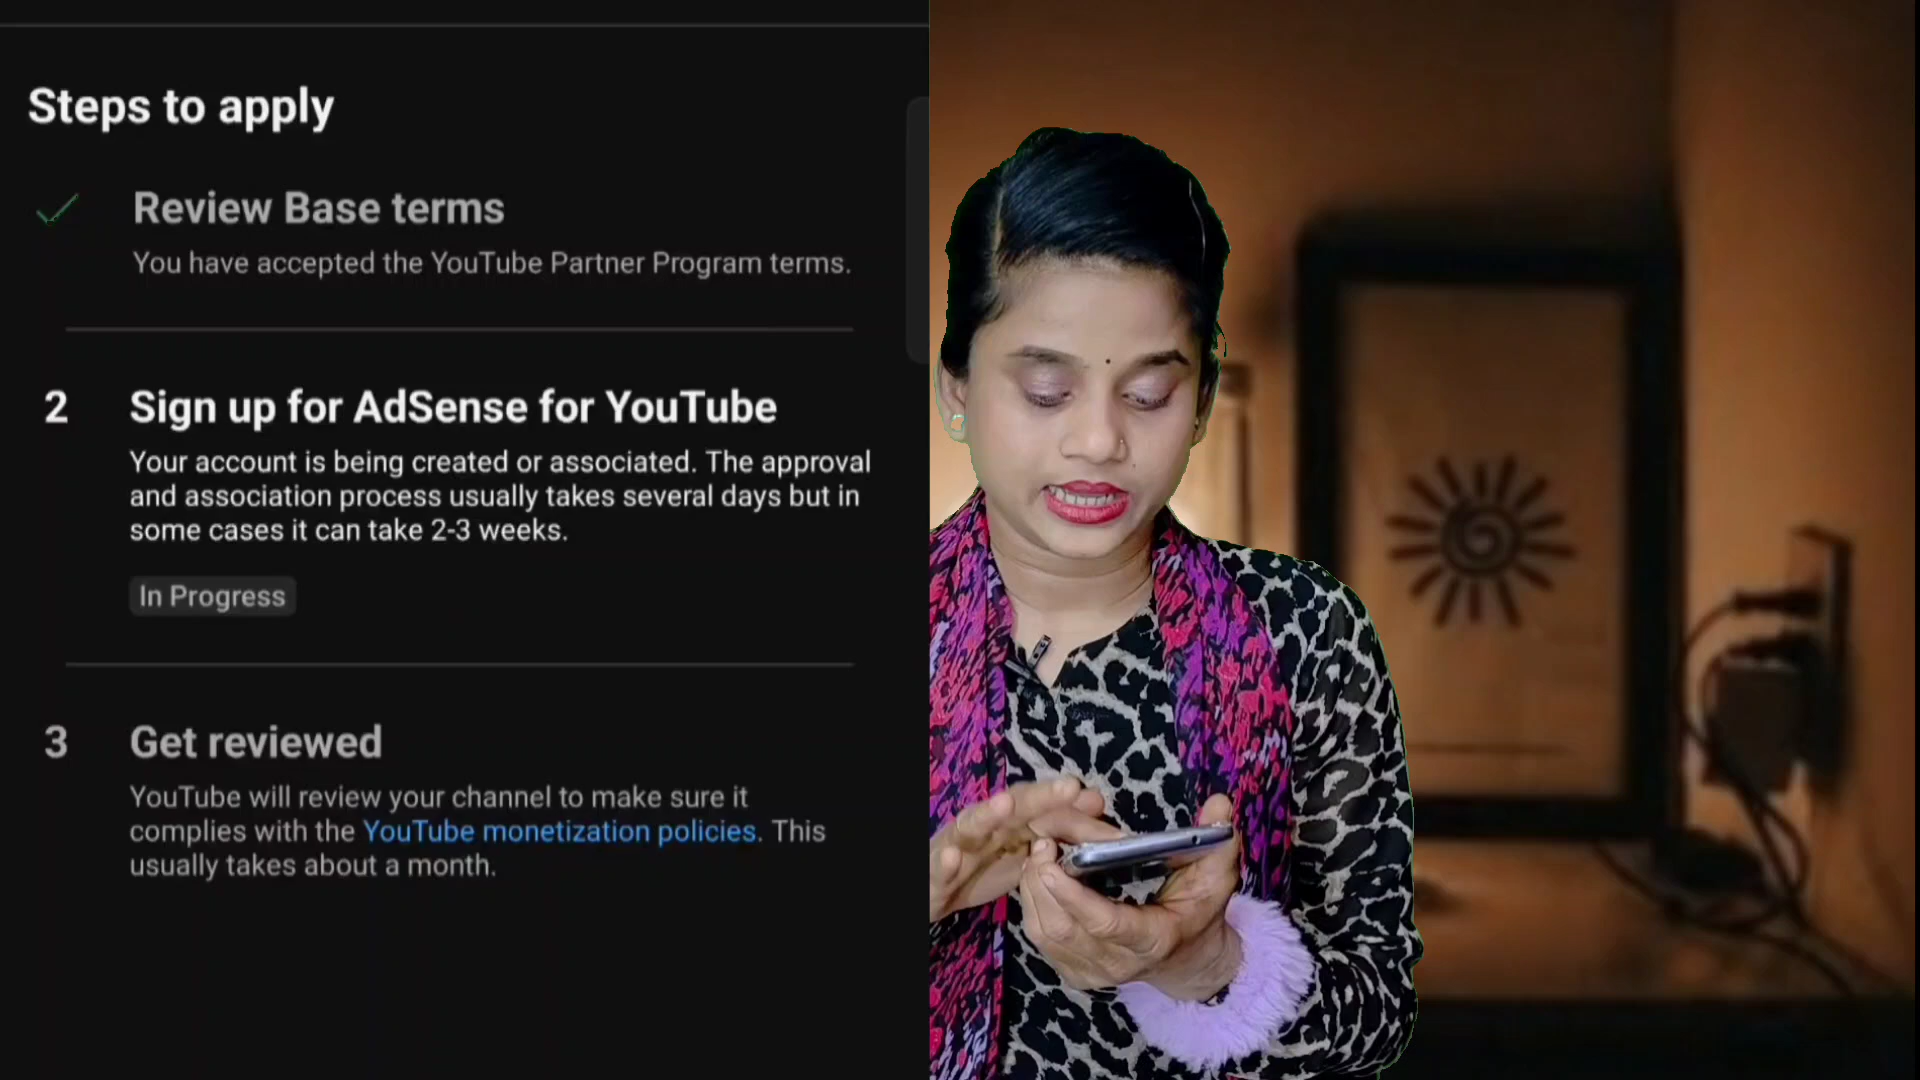 Steps to apply
Review Base terms
You have accepted the YouTube Partner Program terms.
2
Sign up for AdSense for YouTube
Your account is being created or associated. The approval
and association process usually takes several days but in
some cases it can take 2-3 weeks.
In Progress
3
Get reviewed
YouTube will review your channel to make sure it
complies with the YouTube monetization policies. This
usually takes about a month.